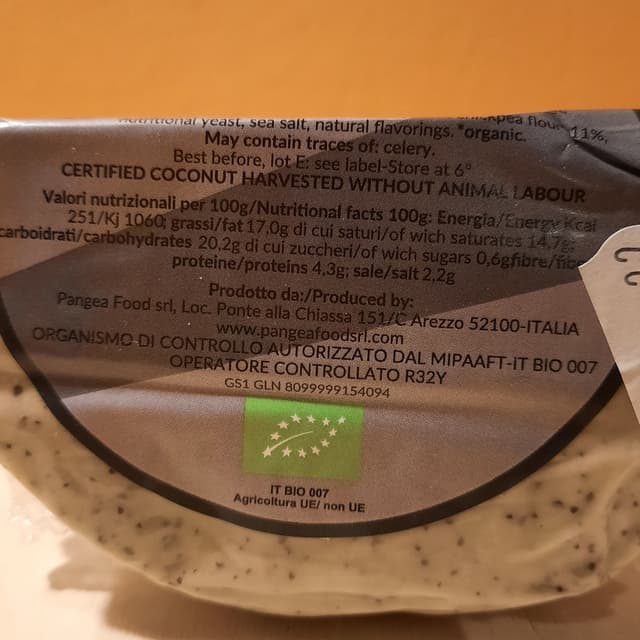 nutritional yeast, sea salt, natural flavorings. *organic. chickpea flour 11%,
May contain traces of: celery.
Best before, lot E: see label-Store at 6°
CERTIFIED COCONUT HARVESTED WITHOUT ANIMAL LABOUR
Valori nutrizionali per 100g/Nutritional facts 100g: Energia/Energy Kcal
251/Kj 1060; grassi/fat 17,0g di cui saturi/of wich saturates 14,7g;
carboidrati/carbohydrates 20,2g di cui zuccheri/of wich sugars 0,6gfibre/fibre
proteine/proteins 4,3g; sale/salt 2,2g
Prodotto da:/Produced by:
Pangea Food srl, Loc. Ponte alla Chiassa 151/C Arezzo 52100-ITALIA
www.pangeafoodsrl.com
ORGANISMO DI CONTROLLO AUTORIZZATO DAL MIPAAFT-iT BIO 007
OPERATORE CONTROLLATO R32Y
GS1 GLN 8099999154094
IT BIO 007
Agricoltura UE/ non UE